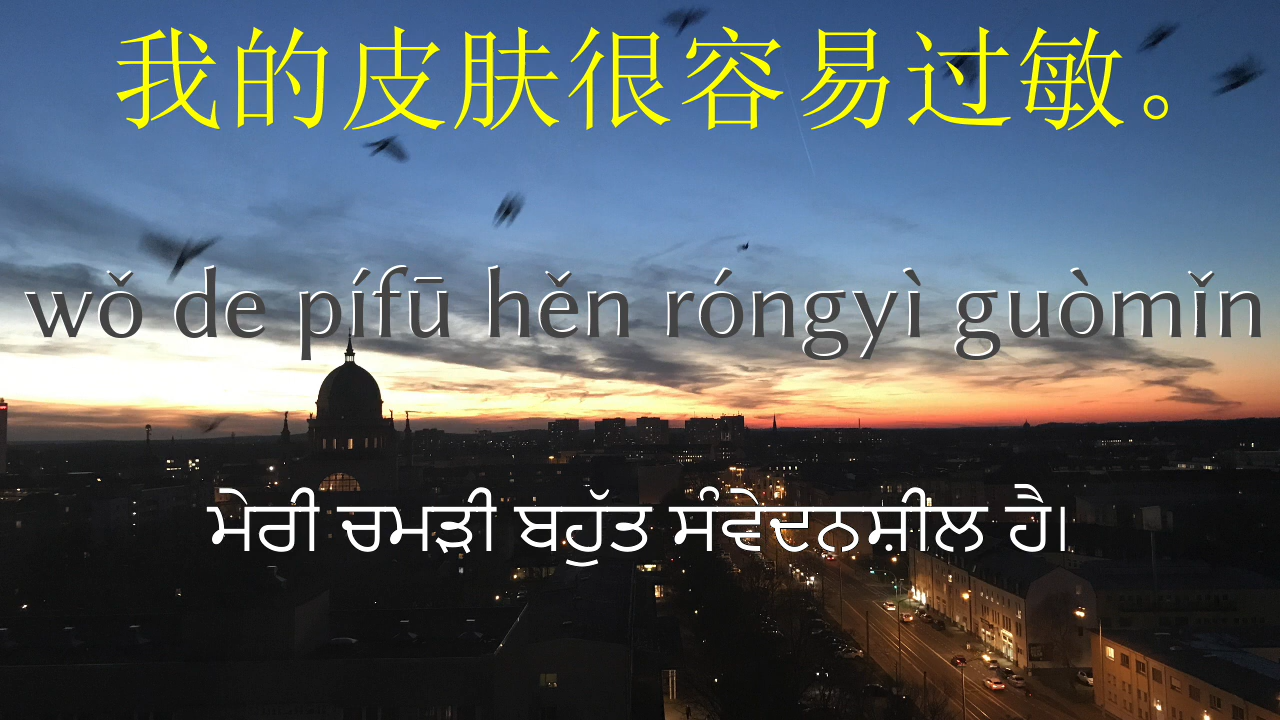 我的皮肤很容易过敏。
wǒ de pífū hěn róngyì guòmǐn
ਮੇਰੀ ਚਮੜੀ ਬਹੁੱਤ ਸੰਵੇਦਨਸ਼ੀਲ ਹੈ।